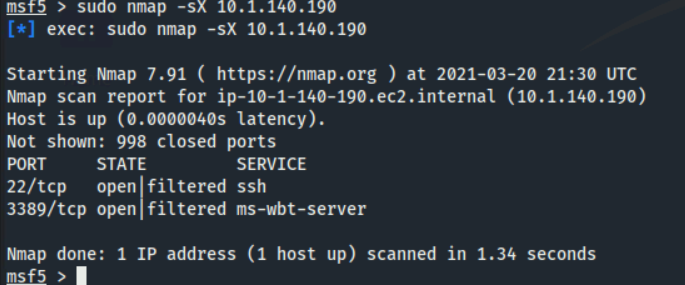 msf5 > sudo nmap -sX 10.1.140.190
[*] exec: sudo nmap -sX 10.1.140.190
Starting Nmap 7.91 ( https://nmap.org ) at 2021-03-20 21:30 UTC
Nmap scan report for ip-10-1-140-190.ec2.internal (10.1.140.190)
Host is up (0.0000040s latency).
Not shown: 998 closed ports
PORT     STATE         SERVICE
22/tcp   open|filtered ssh
3389/tcp open|filtered ms-wbt-server
Nmap done: 1 IP address (1 host up) scanned in 1.34 seconds
msf5 >